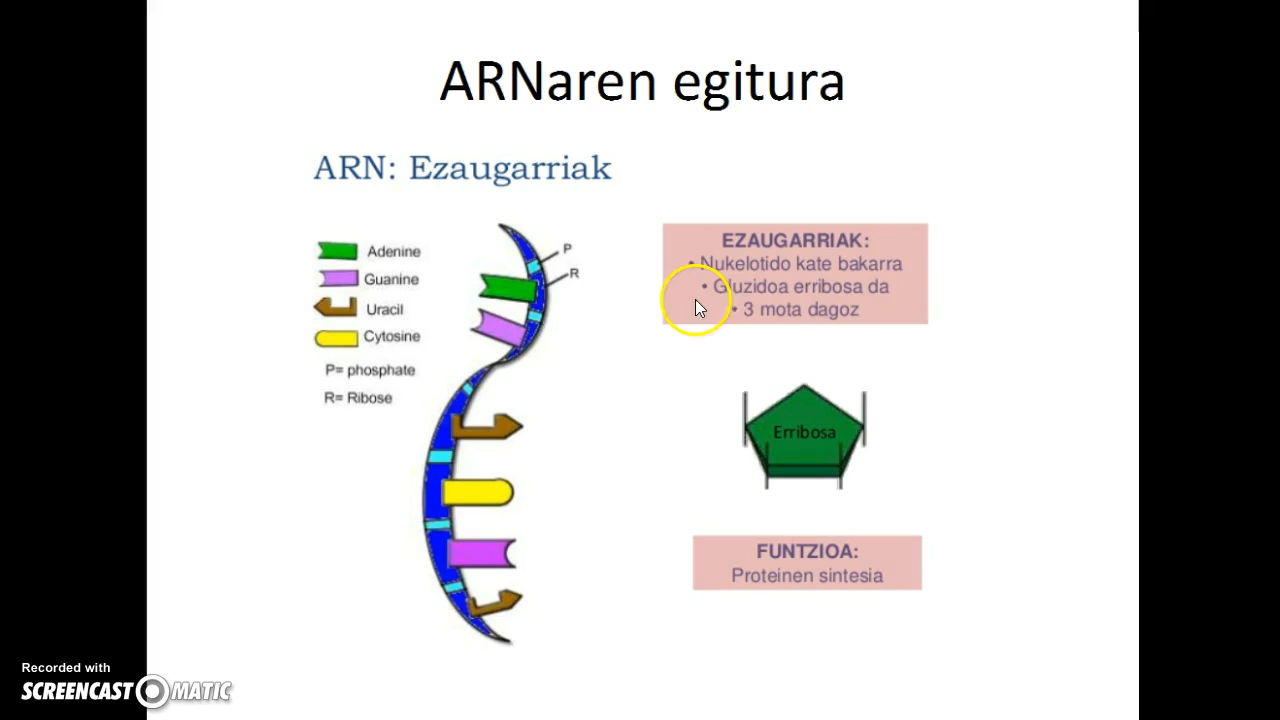 ARNaren egitura
ARN: Ezaugarriak
Adenine
Guanine
Uracil
Cytosine
P= phosphate
R= Ribose
P
R
EZAUGARRIAK:
• Nukelotido kate bakarra
• Gluzidoa erribosa da
• 3 mota dagoz
Erribosa
FUNTZIOA:
Proteinen sintesia
Recorded with
SCREENCAST MATIC